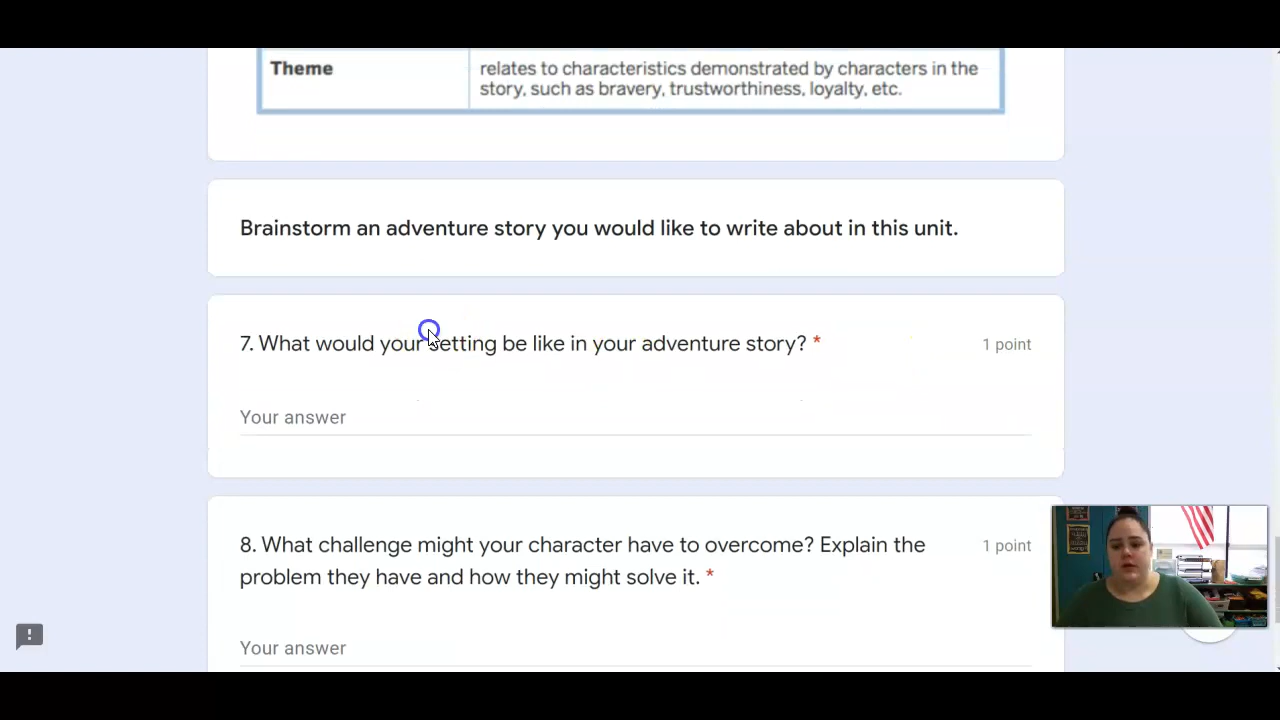 Theme
relates to characteristics demonstrated by characters in the
story, such as bravery, trustworthiness, loyalty, etc.
Brainstorm an adventure story you would like to write about in this unit.
7. What would your setting be like in your adventure story? *
1 point
Your answer
8. What challenge might your character have to overcome? Explain the
problem they have and how they might solve it. *
1 point
Your answer